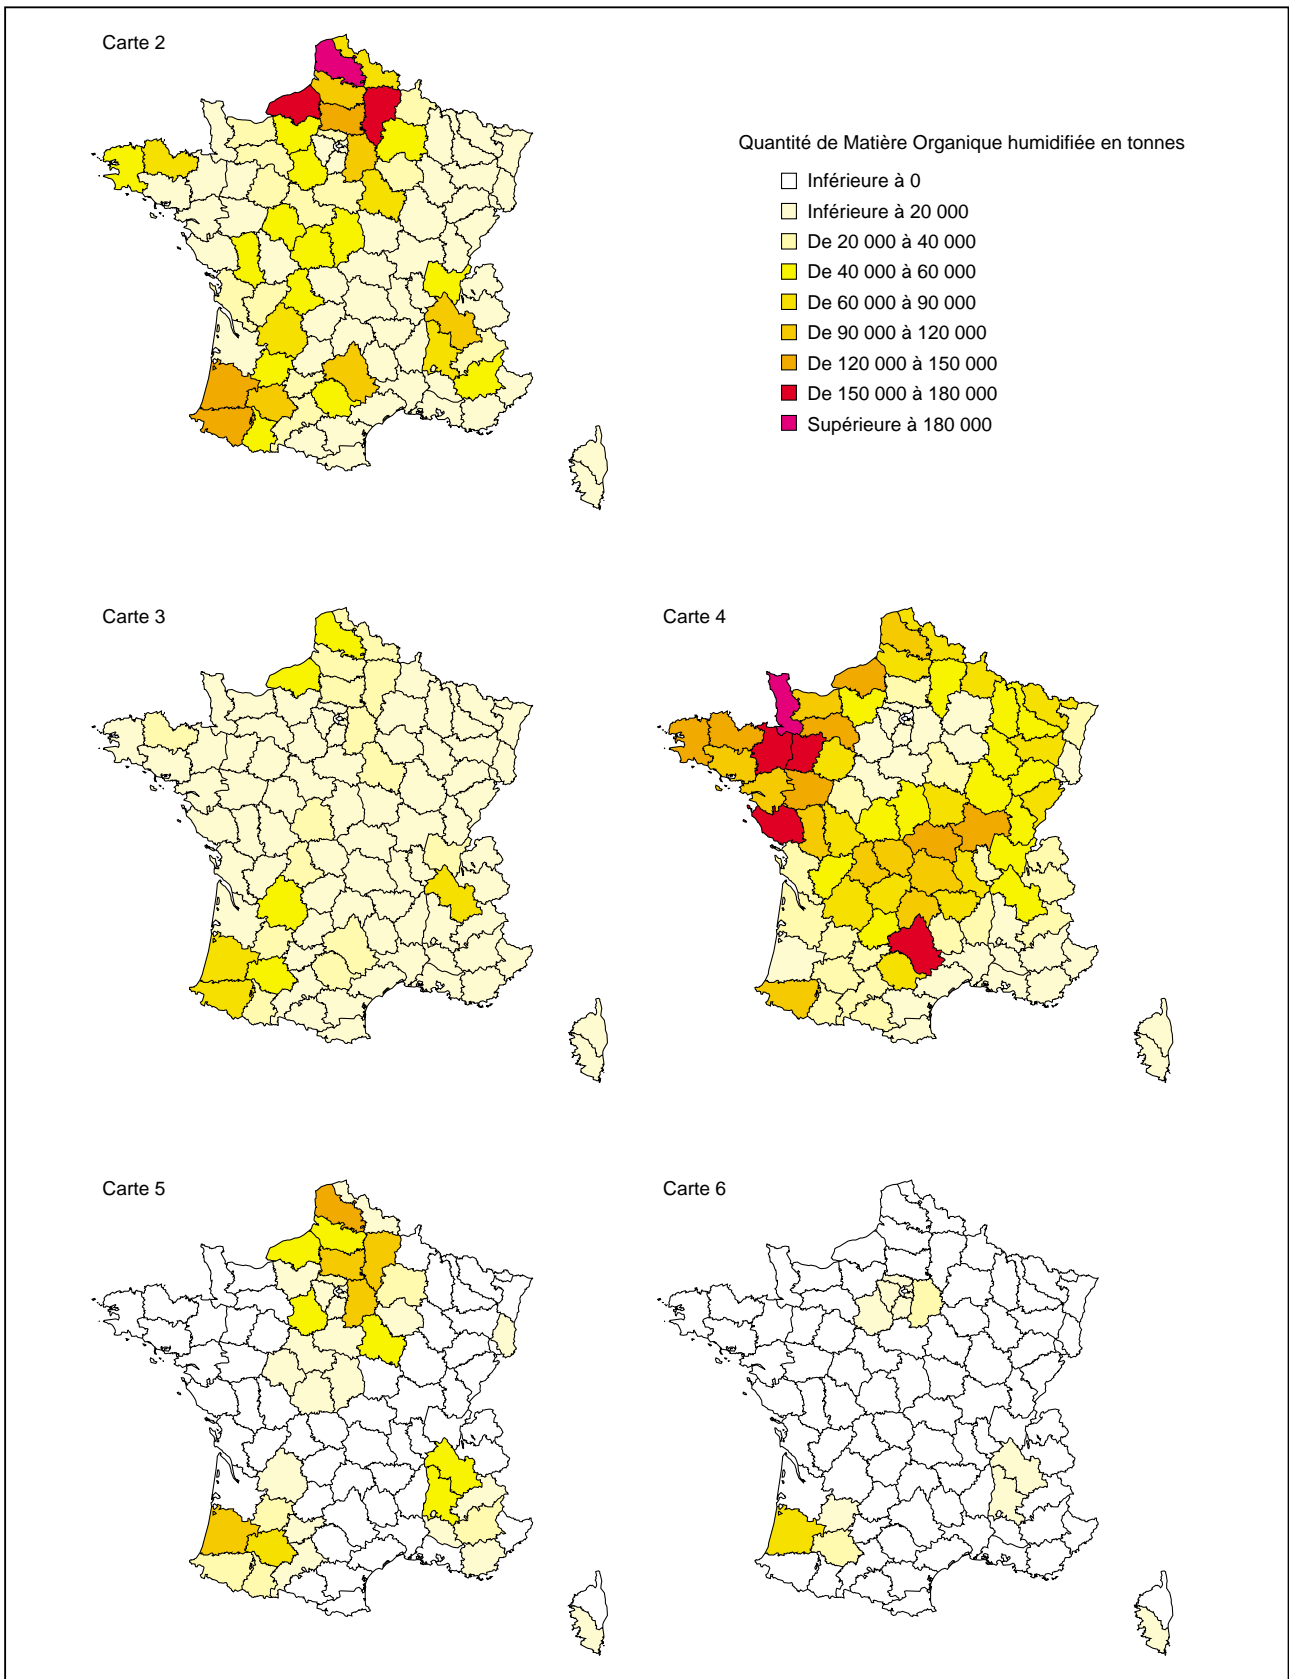 Carte 2
Quantité de Matière Organique humidifiée en tonnes
Inférieure à 0
Inférieure à 20 000
De 20 000 à 40 000
De 40 000 à 60 000
De 60 000 à 90 000
De 90 000 à 120 000
De 120 000 à 150 000
De 150 000 à 180 000
Supérieure à 180 000
Carte 3
Carte 4
Carte 5
Carte 6